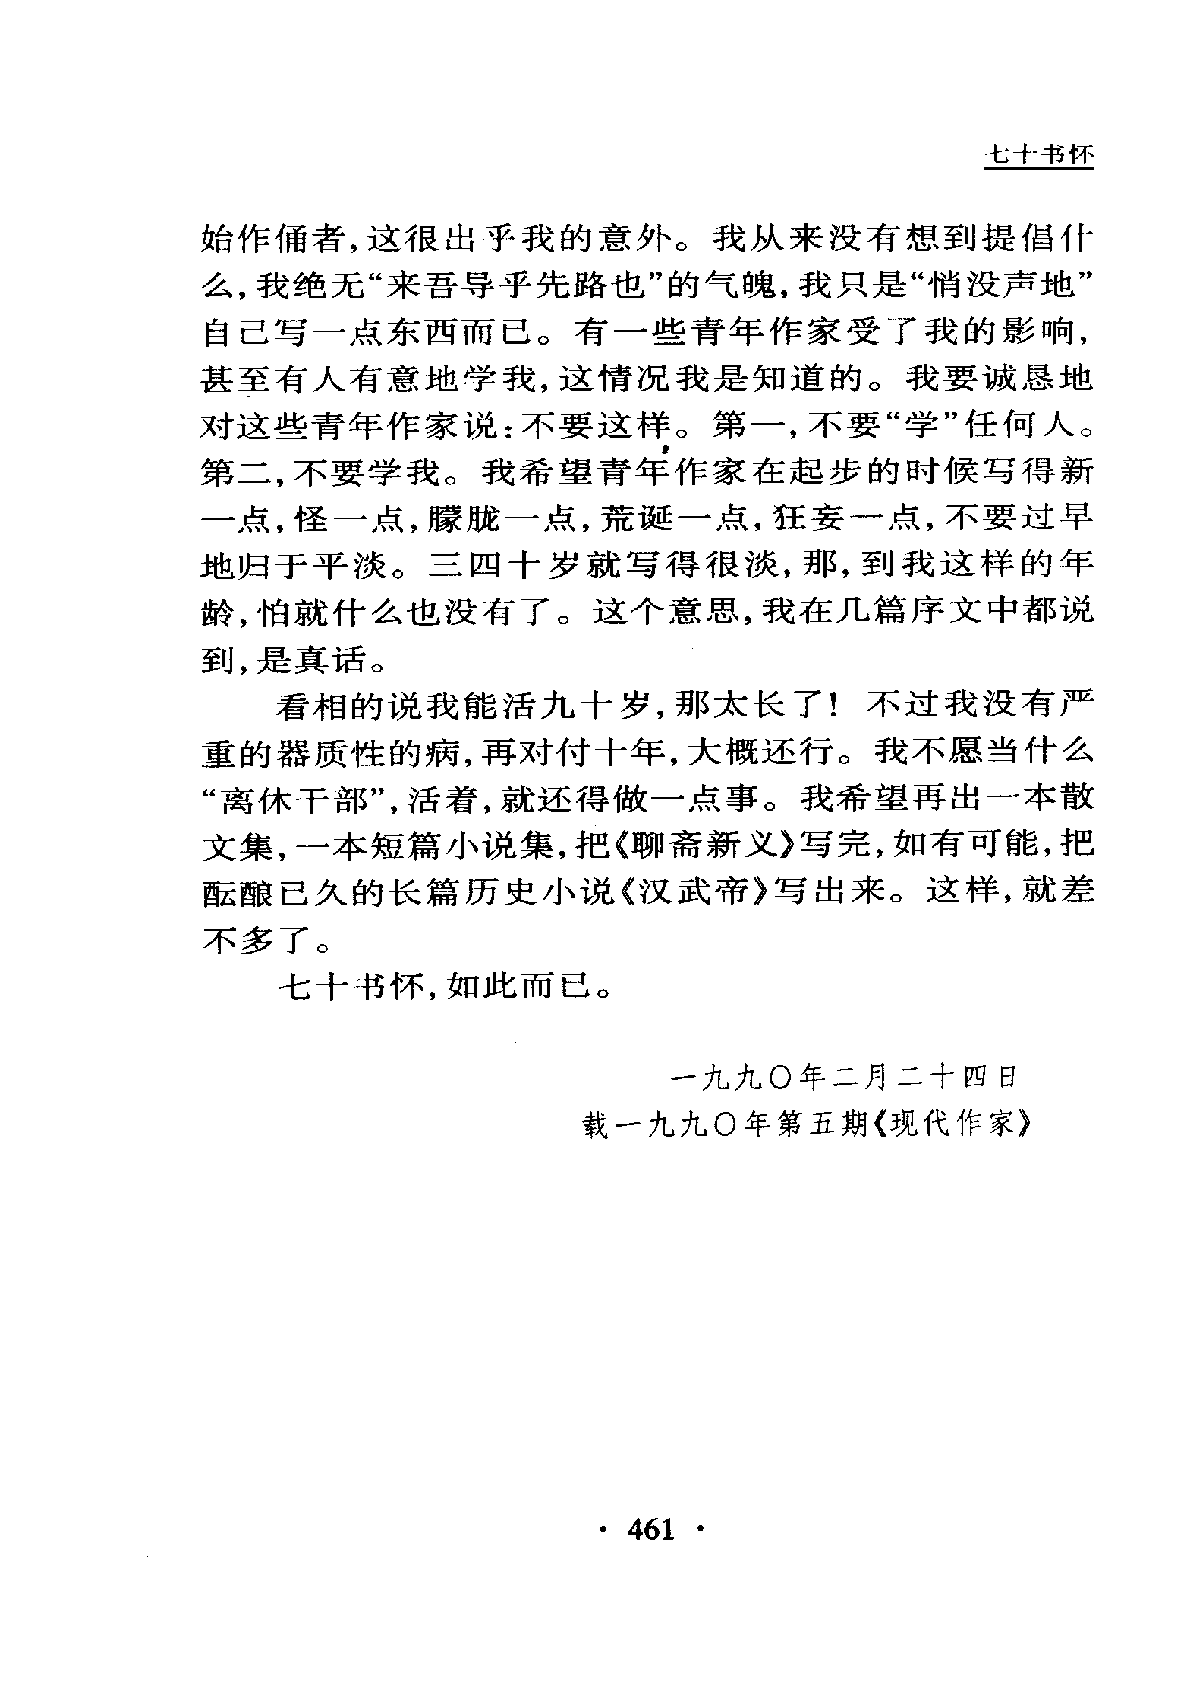 七十书怀
始作俑者,这很出乎我的意外。我从来没有想到提倡什
么,我绝无“来吾导乎先路也”的气魄,我只是“悄没声地”
自己写一点东西而已。有一些青年作家受了我的影响,
甚至有人有意地学我,这情况我是知道的。我要诚恳地
对这些青年作家说:不要这样。第一,不要“学”任何人。
第二,不要学我。我希望青年作家在起步的时候写得新
一点,怪一点,朦胧一点,荒诞一点,狂妄一点,不要过早
地归于平淡。三四十岁就写得很淡,那,到我这样的年
龄,怕就什么也没有了。这个意思,我在几篇序文中都说
到,是真话。
看相的说我能活九十岁,那太长了!不过我没有严
重的器质性的病,再对付十年,大概还行。我不愿当什么
“离休干部”,活着,就还得做一点事。我希望再出一本散
文集,一本短篇小说集,把《聊斋新义》写完,如有可能,把
酝酿已久的长篇历史小说《汉武帝》写出来。这样,就差
不多了。
七十书怀,如此而已。
一九九〇年二月二十四日
载一九九〇年第五期《现代作家》
· 461 ·